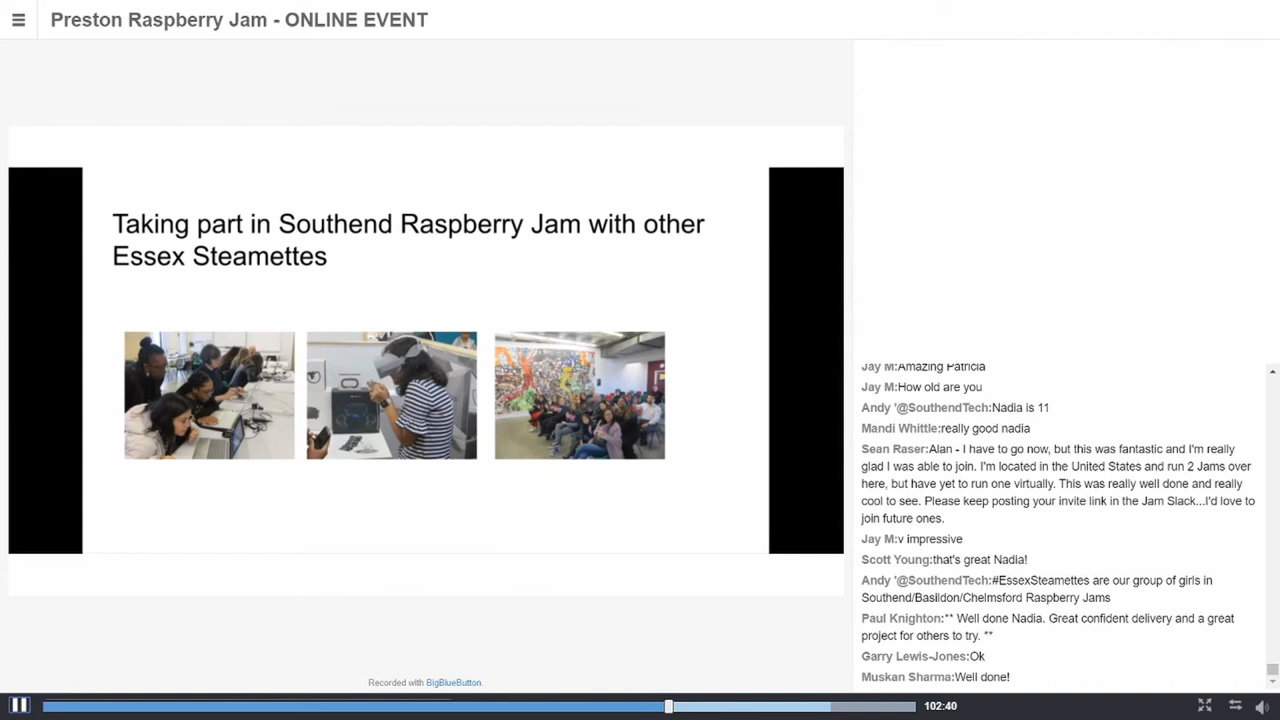 Preston Raspberry Jam - ONLINE EVENT
Taking part in Southend Raspberry Jam with other
Essex Steamettes
Jay M:Amazing Patricia
Jay M:How old are you
Andy '@SouthendTech:Nadia is 11
Mandi Whittle:really good nadia
Sean Raser:Alan - I have to go now, but this was fantastic and I'm really
glad I was able to join. I'm located in the United States and run 2 Jams over
here, but have yet to run one virtually. This was really well done and really
cool to see. Please keep posting your invite link in the Jam Slack...I'd love to
join future ones.
Jay M:v impressive
Scott Young:that's great Nadia!
Andy '@SouthendTech:#EssexSteamettes are our group of girls in
Southend/Basildon/Chelmsford Raspberry Jams
Paul Knighton:** Well done Nadia. Great confident delivery and a great
project for others to try. **
Garry Lewis-Jones:Ok
Muskan Sharma:Well done!
Recorded with BigBlueButton.
102:40